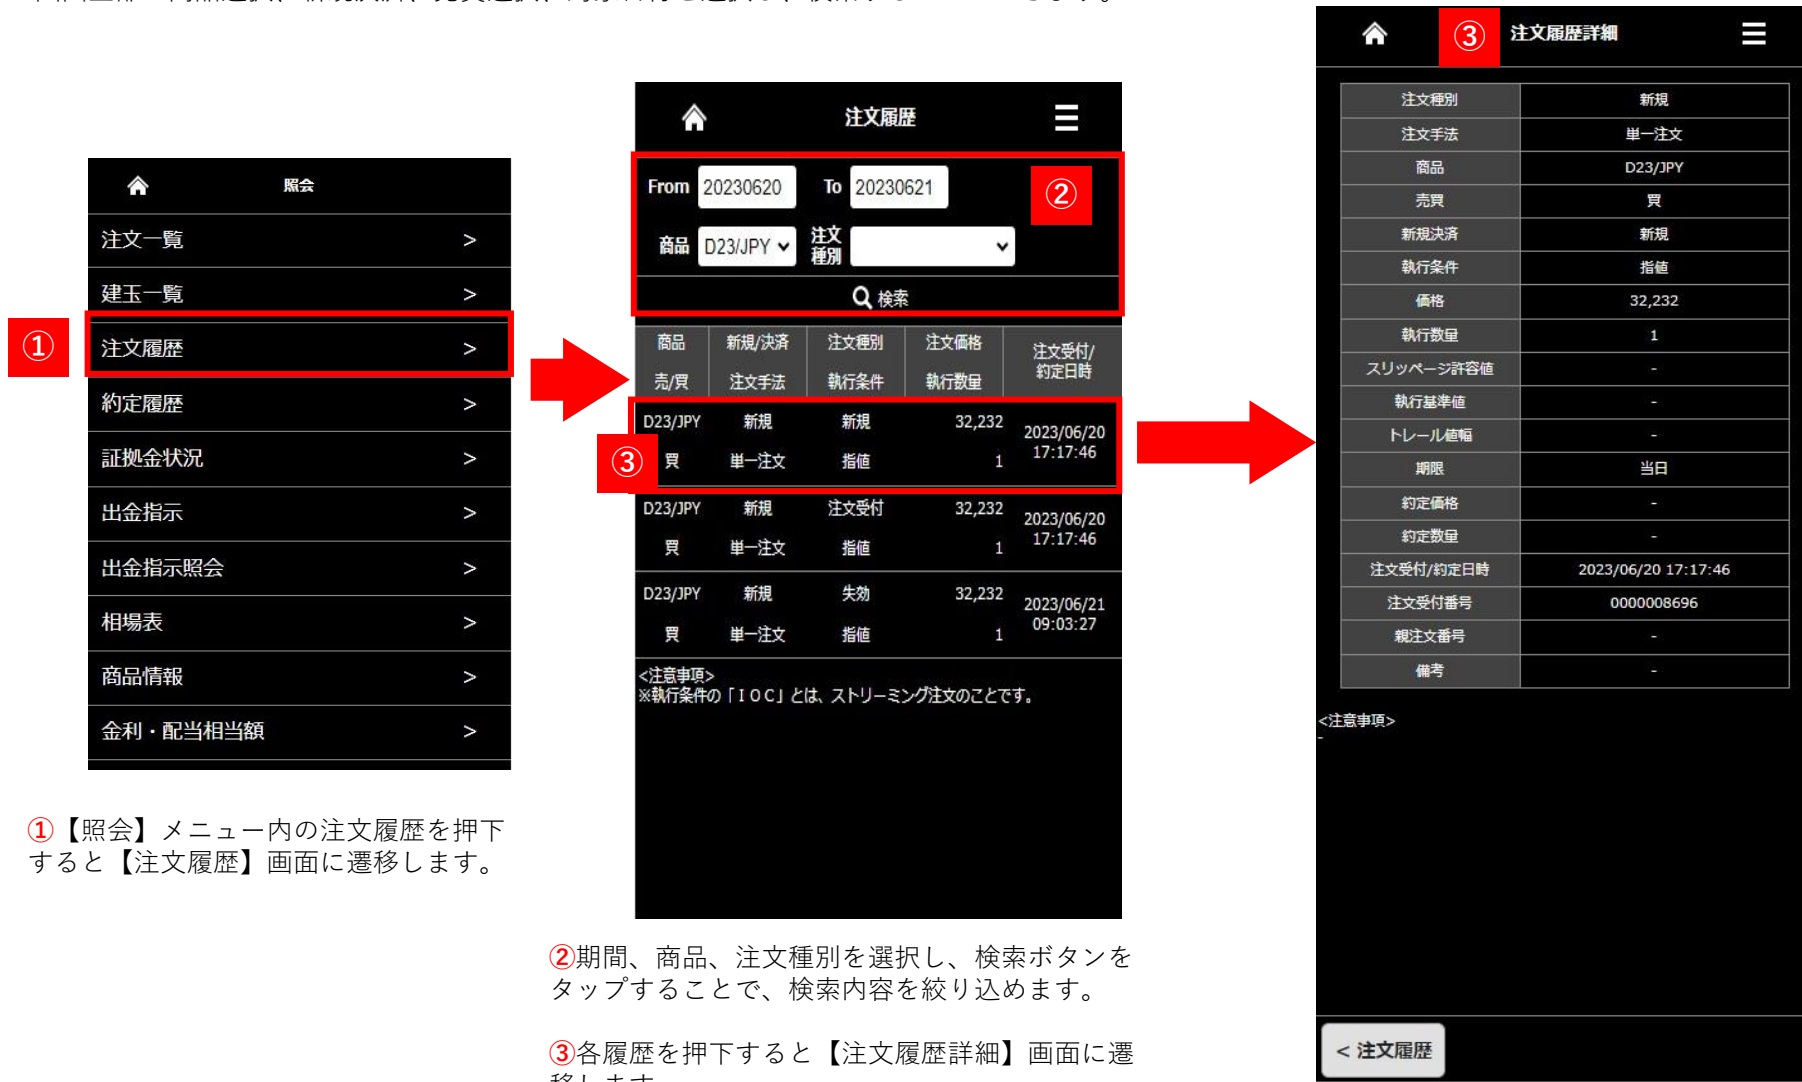 照会
注文一覧 >
建玉一覧 >
① 注文履歴 >
約定履歴 >
証拠金状況 >
出金指示 >
出金指示照会 >
相場表 >
商品情報 >
金利・配当相当額 >
①【照会】メニュー内の注文履歴を押下
すると【注文履歴】画面に遷移します。
注文履歴
From 20230620 To 20230621 ②
商品 D23/JPY 注文
種別
検索
商品 新規/決済 注文種別 注文価格 注文受付/
約定日時
売/買 注文手法 執行条件 執行数量
D23/JPY 新規 新規 32,232 2023/06/20
③ 買 単一注文 指値 1 17:17:46
D23/JPY 新規 注文受付 32,232 2023/06/20
買 単一注文 指値 1 17:17:46
D23/JPY 新規 失効 32,232 2023/06/21
買 単一注文 指値 1 09:03:27
<注意事項>
※執行条件の「IOC」とは、ストリーミング注文のことです。
②期間、商品、注文種別を選択し、検索ボタンを
タップすることで、検索内容を絞り込めます。
③各履歴を押下すると【注文履歴詳細】画面に遷
③ 注文履歴詳細
注文種別 新規
注文手法 単一注文
商品 D23/JPY
売買 買
新規決済 新規
執行条件 指値
価格 32,232
執行数量 1
スリッページ許容値 -
執行基準値 -
トレール値幅 -
期限 当日
約定価格 -
約定数量 -
注文受付/約定日時 2023/06/20 17:17:46
注文受付番号 0000008696
親注文番号 -
備考 -
<注意事項>
-
< 注文履歴